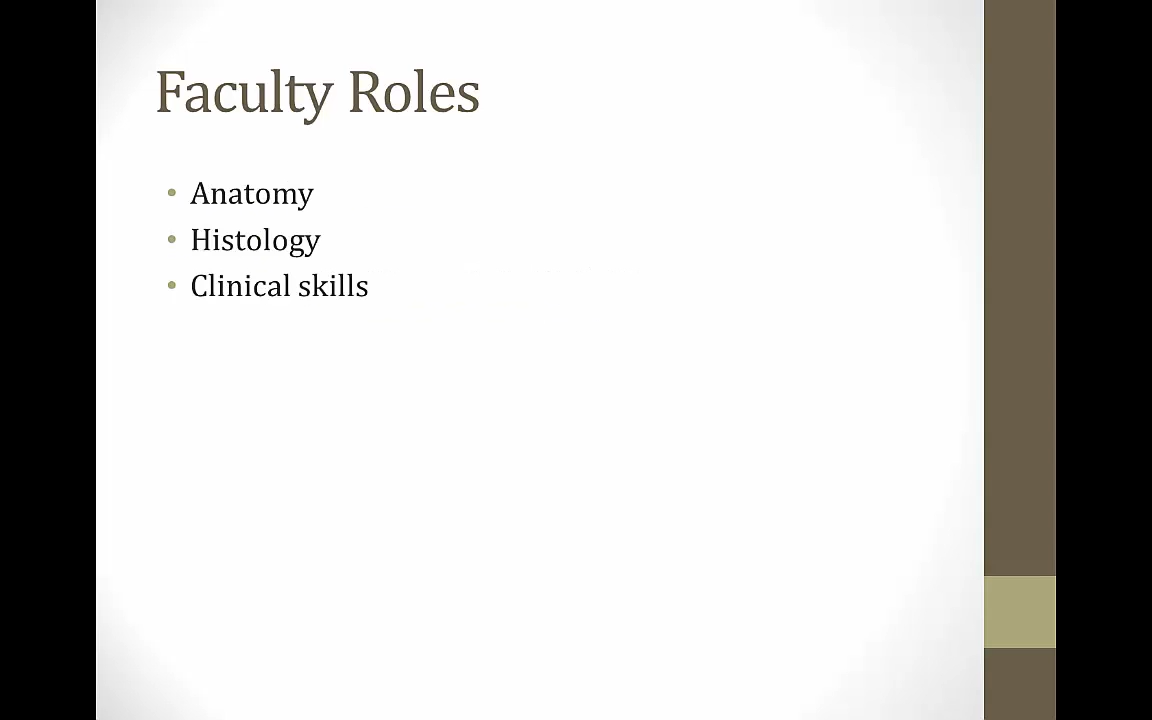 Faculty Roles
• Anatomy
• Histology
• Clinical skills